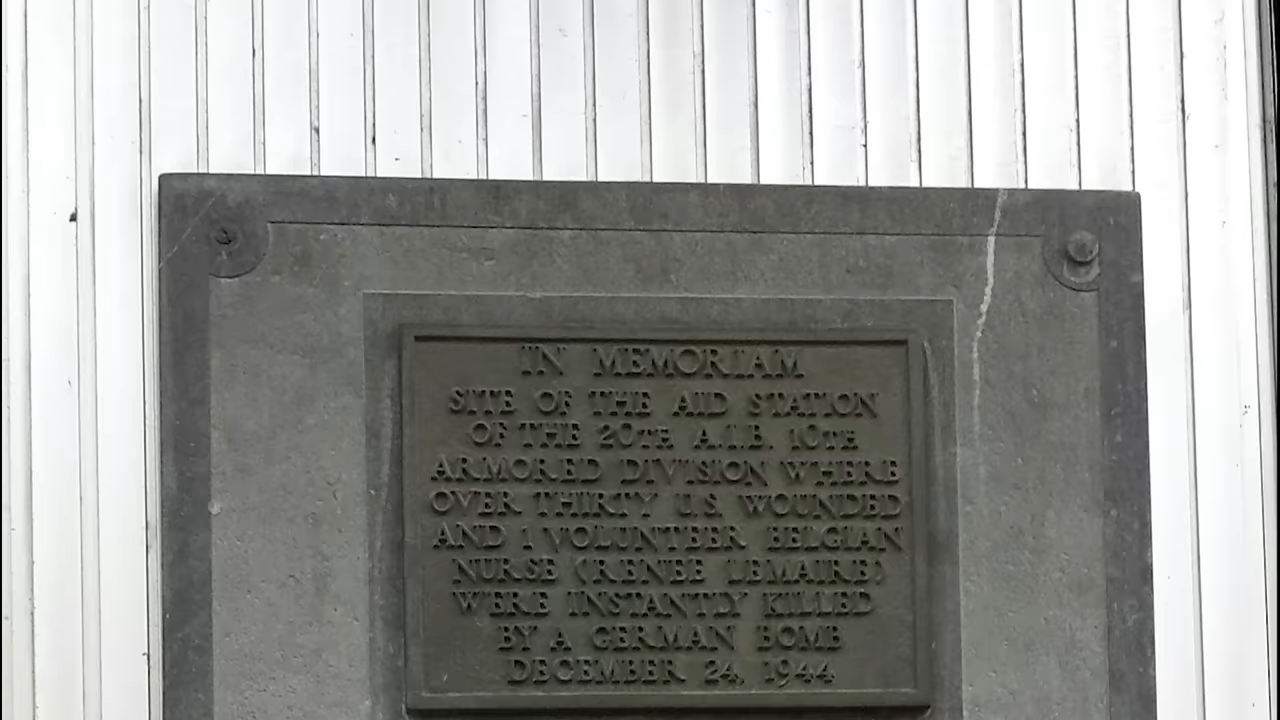 IN MEMORIAM
SITE OF THE AID STATION
OF THE 20TH A.I.B. 10TH
ARMORED DIVISION WHERE
OVER THIRTY U.S. WOUNDED
AND 1 VOLUNTEER BELGIAN
NURSE (RENEE LEMAIRE)
WERE INSTANTLY KILLED
BY A GERMAN BOMB
DECEMBER 24, 1944